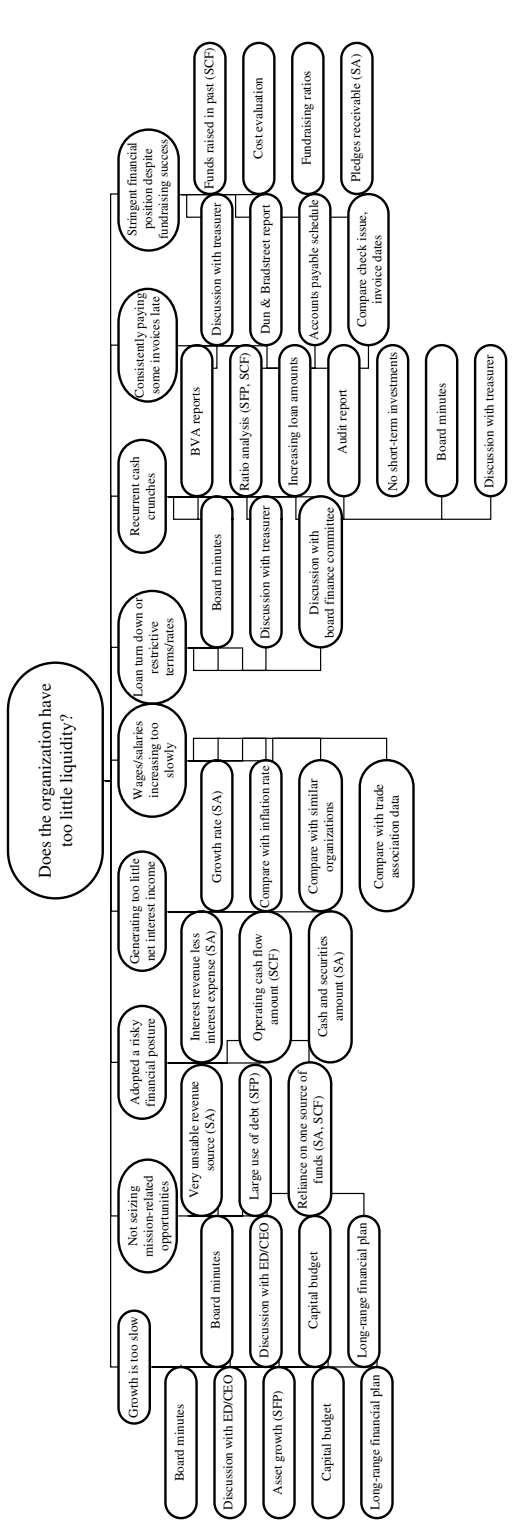 Does the organization have
too little liquidity?
Growth is too slow
Board minutes
Discussion with ED/CEO
Asset growth (SFP)
Capital budget
Long-range financial plan
Not seizing
mission-related
opportunities
Board minutes
Discussion with ED/CEO
Capital budget
Long-range financial plan
Adopted a risky
financial posture
Very unstable revenue
source (SA)
Large use of debt (SFP)
Reliance on one source of
funds (SA, SCF)
Generating too little
net interest income
Interest revenue less
interest expense (SA)
Operating cash flow
amount (SCF)
Cash and securities
amount (SA)
Wages/salaries
increasing too
slowly
Growth rate (SA)
Compare with inflation rate
Compare with similar
organizations
Compare with trade
association data
Loan turn down or
restrictive
terms/rates
Board minutes
Discussion with treasurer
Discussion with
board finance committee
Recurrent cash
crunches
BVA reports
Ratio analysis (SFP, SCF)
Increasing loan amounts
Audit report
No short-term investments
Board minutes
Discussion with treasurer
Consistently paying
some invoices late
Discussion with treasurer
Dun & Bradstreet report
Accounts payable schedule
Compare check issue,
invoice dates
Stringent financial
position despite
fundraising success
Funds raised in past (SCF)
Cost evaluation
Fundraising ratios
Pledges receivable (SA)